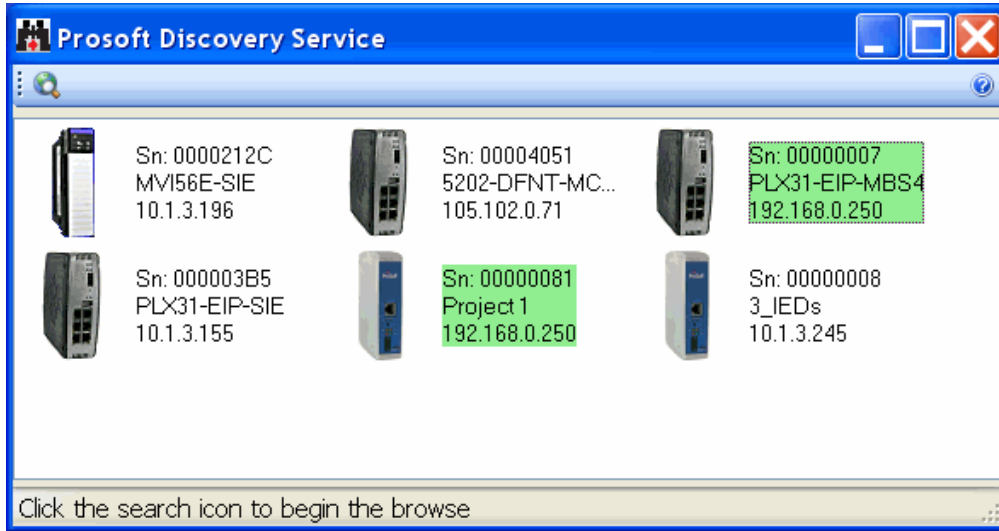 Prosoft Discovery Service
Sn: 0000212C
MVI56E-SIE
10.1.3.196
Sn: 00004051
5202-DFNT-MC...
105.102.0.71
Sn: 00000007
PLX31-EIP-MBS4
192.168.0.250
Sn: 000003B5
PLX31-EIP-SIE
10.1.3.155
Sn: 00000081
Project 1
192.168.0.250
Sn: 00000008
3_IEDs
10.1.3.245
Click the search icon to begin the browse